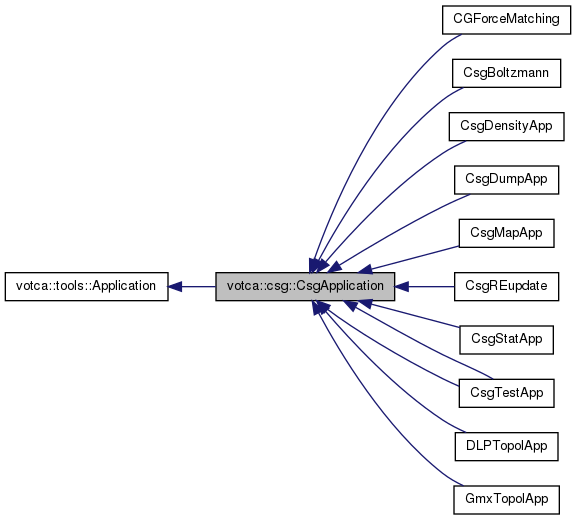 CGForceMatching
CsgBoltzmann
CsgDensityApp
CsgDumpApp
CsgMapApp
votca::tools::Application
votca::csg::CsgApplication
CsgREupdate
CsgStatApp
CsgTestApp
DLPTopolApp
GmxTopolApp